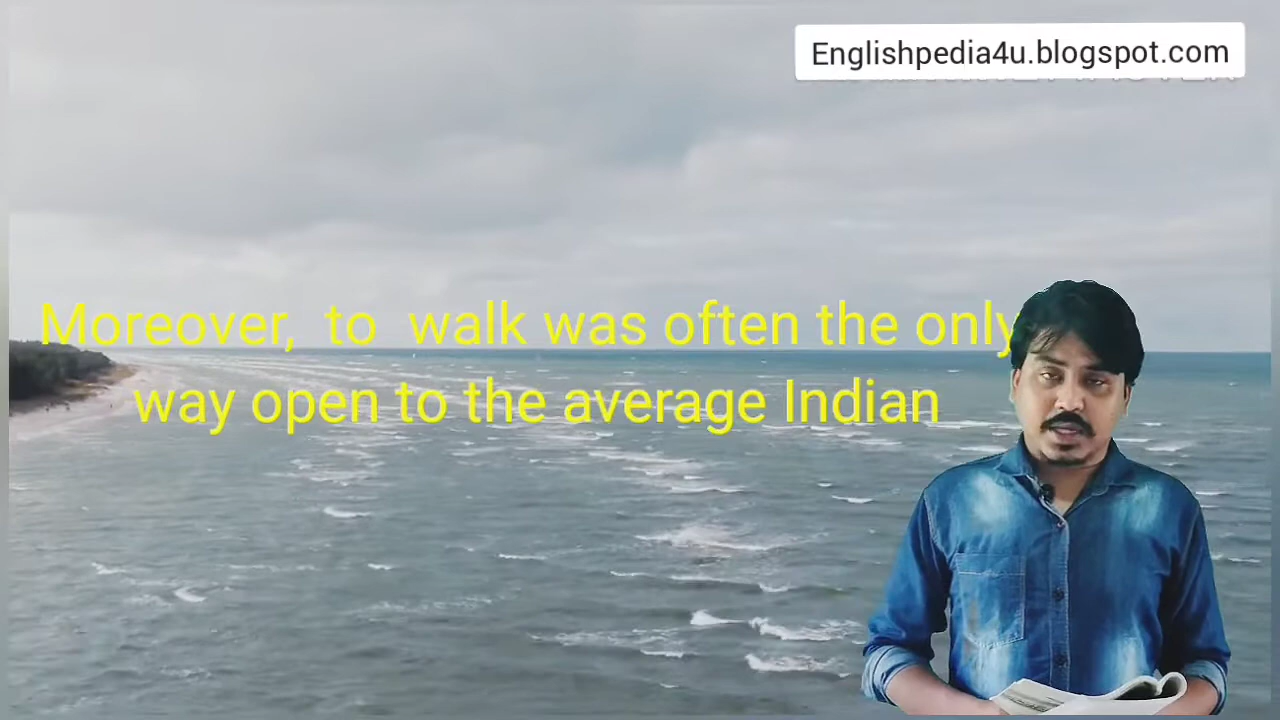 Englishpedia4u.blogspot.com
Moreover, to walk was often the only
way open to the average Indian